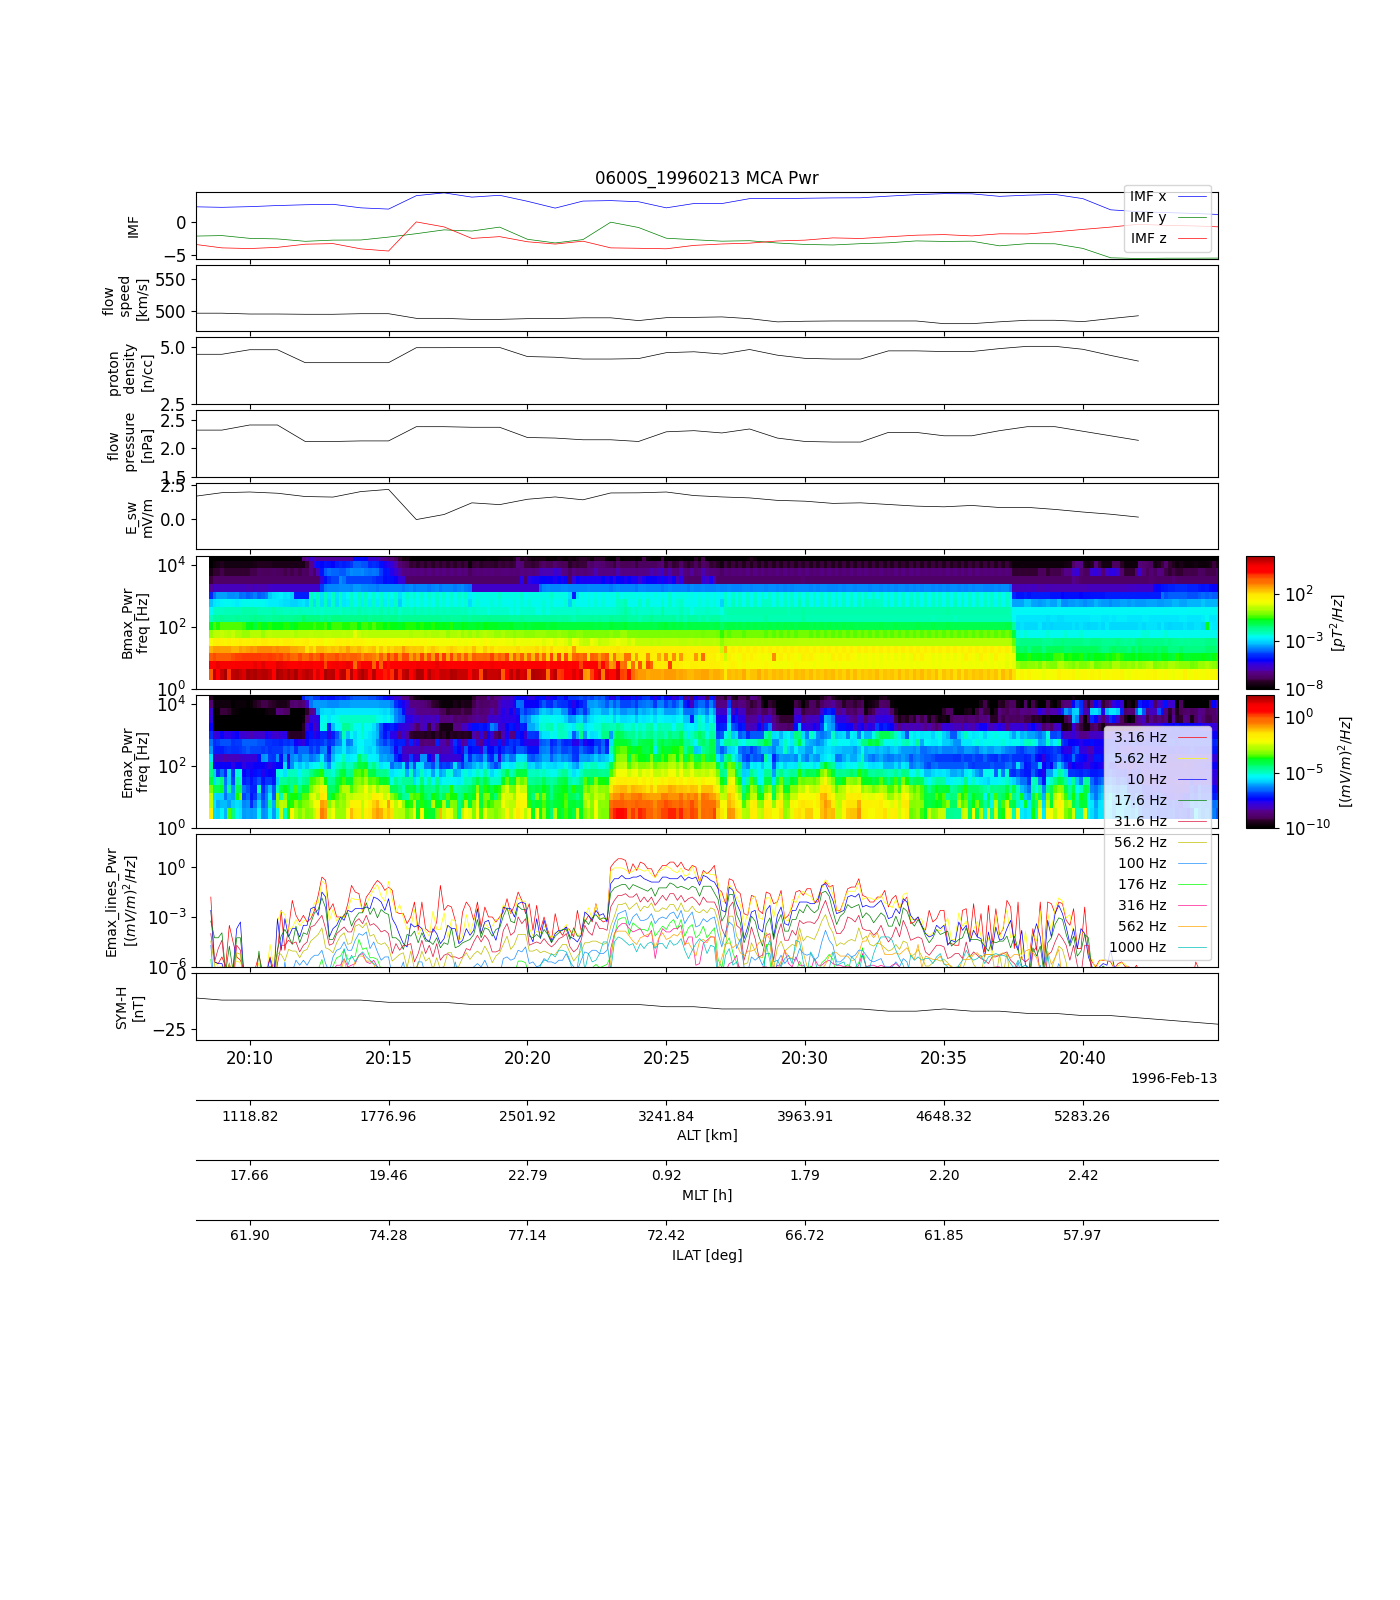 0600S_19960213 MCA Pwr
IMF
0
−5
IMF x
IMF y
IMF z
flow
speed
[km/s]
550
500
proton
density
[n/cc]
5.0
2.5
flow
pressure
[nPa]
2.5
2.0
1.5
E_sw
mV/m
2.5
0.0
Bmax_Pwr
freq [Hz]
10^4
10^2
10^0
10^2
10^−3
10^−8
[pT^2/Hz]
Emax_Pwr
freq [Hz]
10^4
10^2
10^0
10^0
10^−5
10^−10
[(mV/m)^2/Hz]
3.16 Hz
5.62 Hz
10 Hz
17.6 Hz
31.6 Hz
56.2 Hz
100 Hz
176 Hz
316 Hz
562 Hz
1000 Hz
Emax_lines_Pwr
[(mV/m)^2/Hz]
10^0
10^−3
10^−6
SYM-H
[nT]
0
−25
20:10 20:15 20:20 20:25 20:30 20:35 20:40
1996-Feb-13
1118.82 1776.96 2501.92 3241.84 3963.91 4648.32 5283.26
ALT [km]
17.66 19.46 22.79 0.92 1.79 2.20 2.42
MLT [h]
61.90 74.28 77.14 72.42 66.72 61.85 57.97
ILAT [deg]